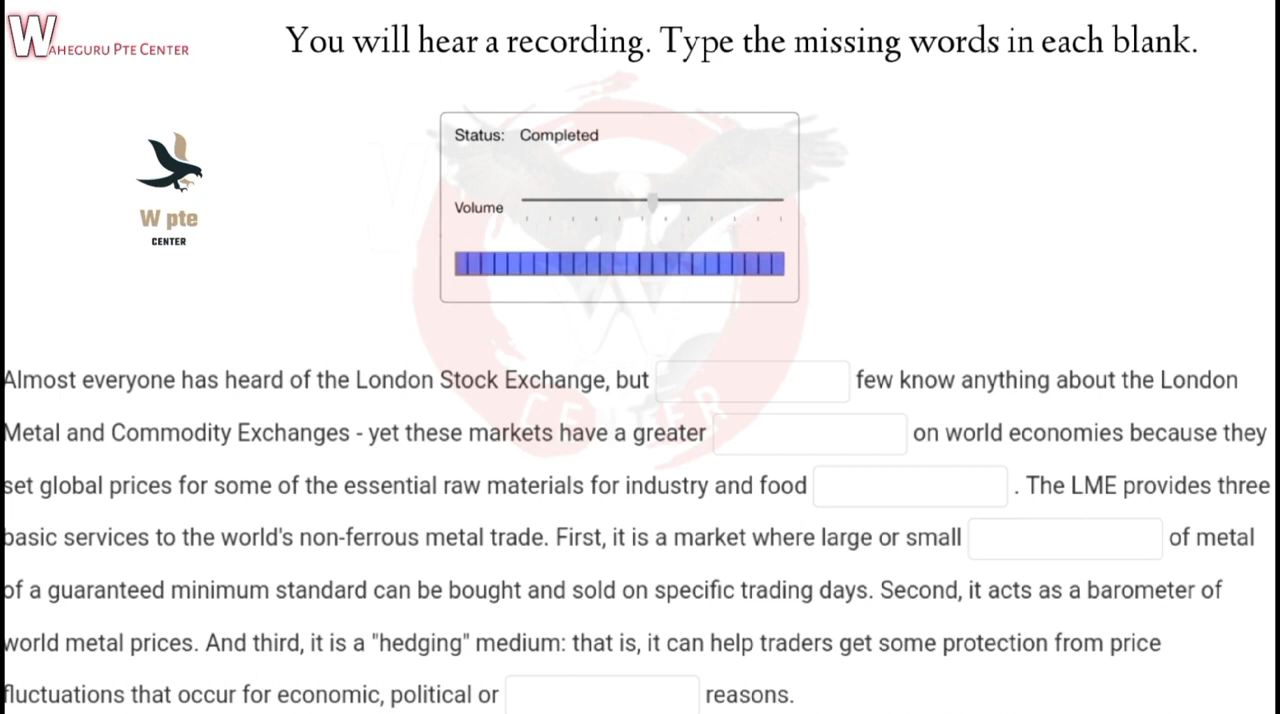 WAHEGURU PTE CENTER
You will hear a recording. Type the missing words in each blank.
Status: Completed
W pte
CENTER
Volume
Almost everyone has heard of the London Stock Exchange, but few know anything about the London
Metal and Commodity Exchanges - yet these markets have a greater on world economies because they
set global prices for some of the essential raw materials for industry and food . The LME provides three
basic services to the world's non-ferrous metal trade. First, it is a market where large or small of metal
of a guaranteed minimum standard can be bought and sold on specific trading days. Second, it acts as a barometer of
world metal prices. And third, it is a "hedging" medium: that is, it can help traders get some protection from price
fluctuations that occur for economic, political or reasons.
CENTER